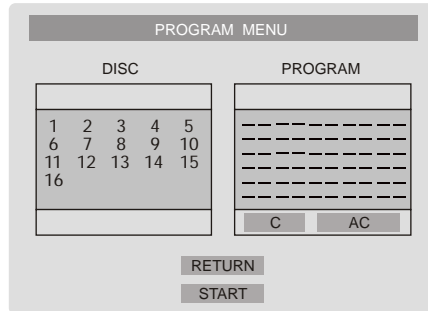 PROGRAM MENU
DISC
PROGRAM
1 2 3 4 5
6 7 8 9 10
11 12 13 14 15
16
C AC
RETURN
START